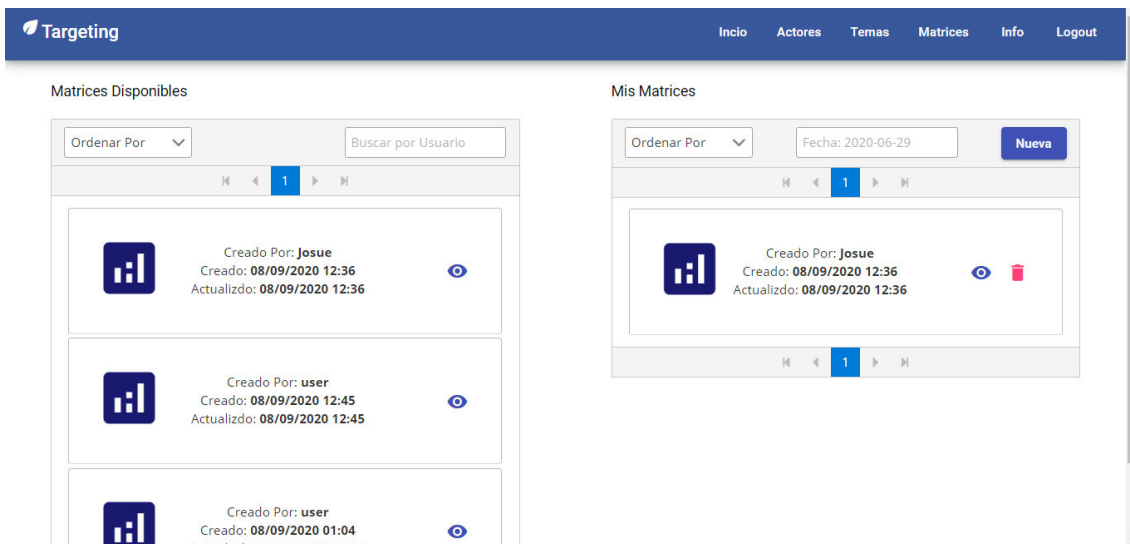 Targeting
Incio Actores Temas Matrices Info Logout
Matrices Disponibles
Ordenar Por
Buscar por Usuario
1
Creado Por: Josue
Creado: 08/09/2020 12:36
Actualizdo: 08/09/2020 12:36
Creado Por: user
Creado: 08/09/2020 12:45
Actualizdo: 08/09/2020 12:45
Creado Por: user
Creado: 08/09/2020 01:04
Mis Matrices
Ordenar Por
Fecha: 2020-06-29
Nueva
1
Creado Por: Josue
Creado: 08/09/2020 12:36
Actualizdo: 08/09/2020 12:36
1